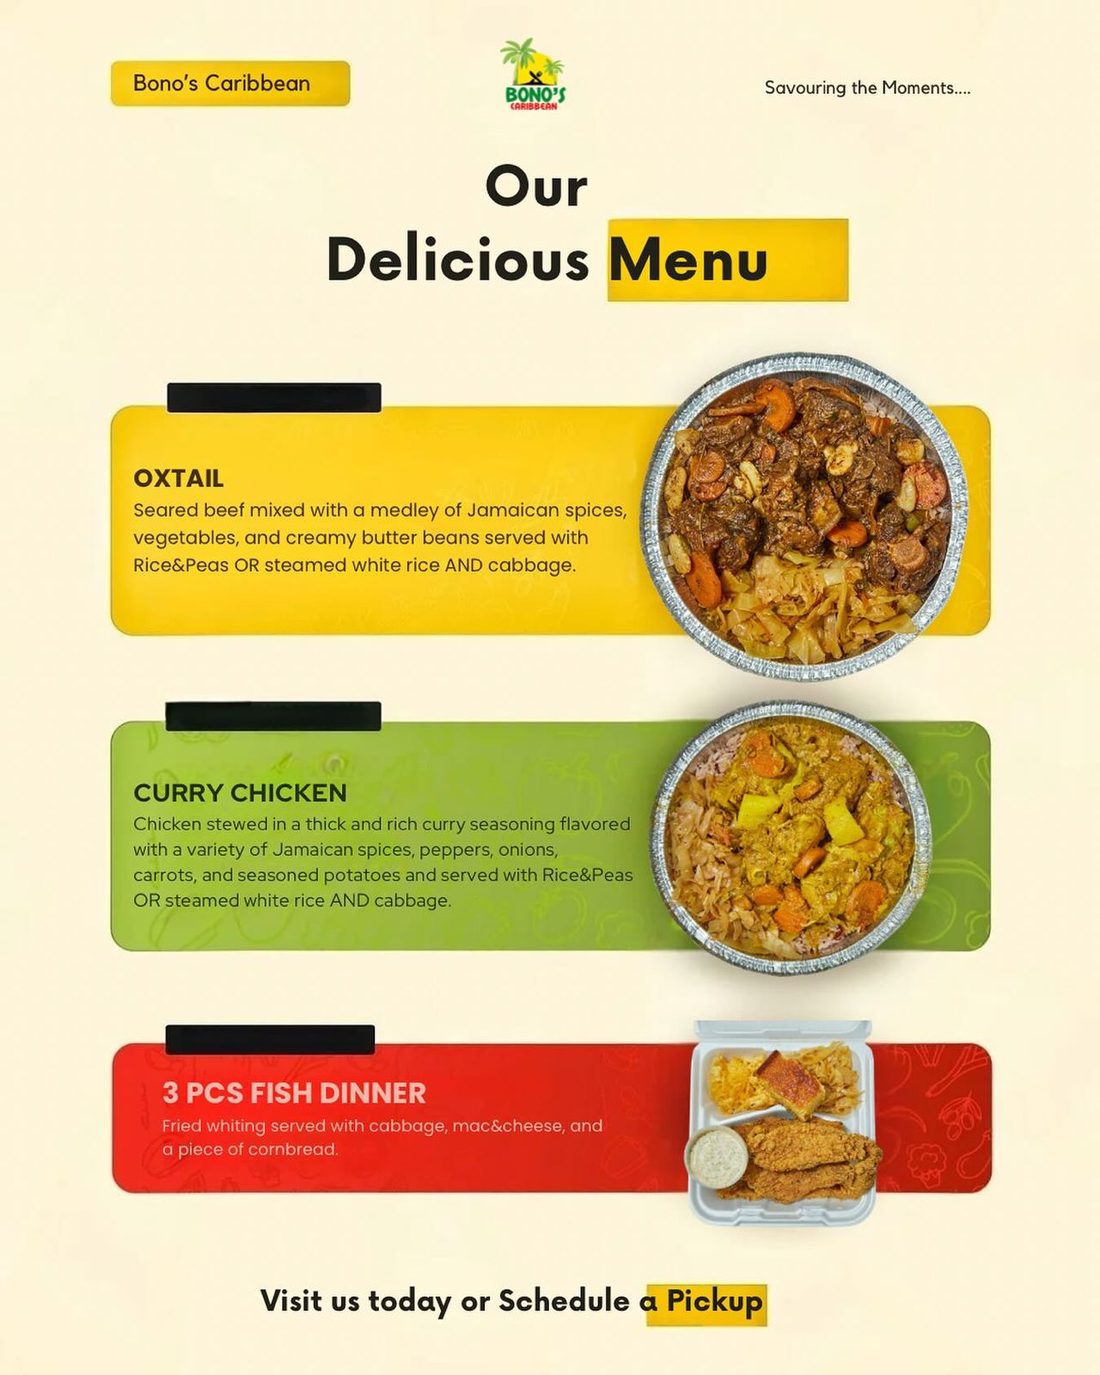 Bono's Caribbean
BONO'S
CARIBBEAN
Savouring the Moments....
Our
Delicious Menu
OXTAIL
Seared beef mixed with a medley of Jamaican spices,
vegetables, and creamy butter beans served with
Rice&Peas OR steamed white rice AND cabbage.
CURRY CHICKEN
Chicken stewed in a thick and rich curry seasoning flavored
with a variety of Jamaican spices, peppers, onions,
carrots, and seasoned potatoes and served with Rice&Peas
OR steamed white rice AND cabbage.
3 PCS FISH DINNER
Fried whiting served with cabbage, mac&cheese, and
a piece of cornbread.
Visit us today or Schedule a Pickup